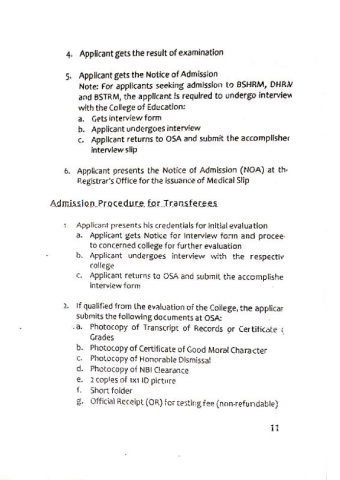 4. Applicant gets the result of examination
5. Applicant gets the Notice of Admission
Note: For applicants seeking admission to BSHRM, DHRM
and BSTRM, the applicant is required to undergo interview
with the College of Education:
a. Gets interview form
b. Applicant undergoes interview
c. Applicant returns to OSA and submit the accomplishe
interview slip
6. Applicant presents the Notice of Admission (NOA) at th
Registrar's Office for the issuance of Medical Slip
Admission Procedure for Transferees
1. Applicant presents his credentials for initial evaluation
a. Applicant gets Notice for Interview form and procee
to concerned college for further evaluation
b. Applicant undergoes interview with the respectiv
college
c. Applicant returns to OSA and submit the accomplishe
interview form
2. If qualified from the evaluation of the College, the applicar
submits the following documents at OSA:
a. Photocopy of Transcript of Records or Certificate
Grades
b. Photocopy of Certificate of Good Moral Character
c. Photocopy of Honorable Dismissal
d. Photocopy of NBI Clearance
e. 2 copies of 1x1 ID picture
f. Short folder
g. Official Receipt (OR) for testing fee (non-refundable)
11